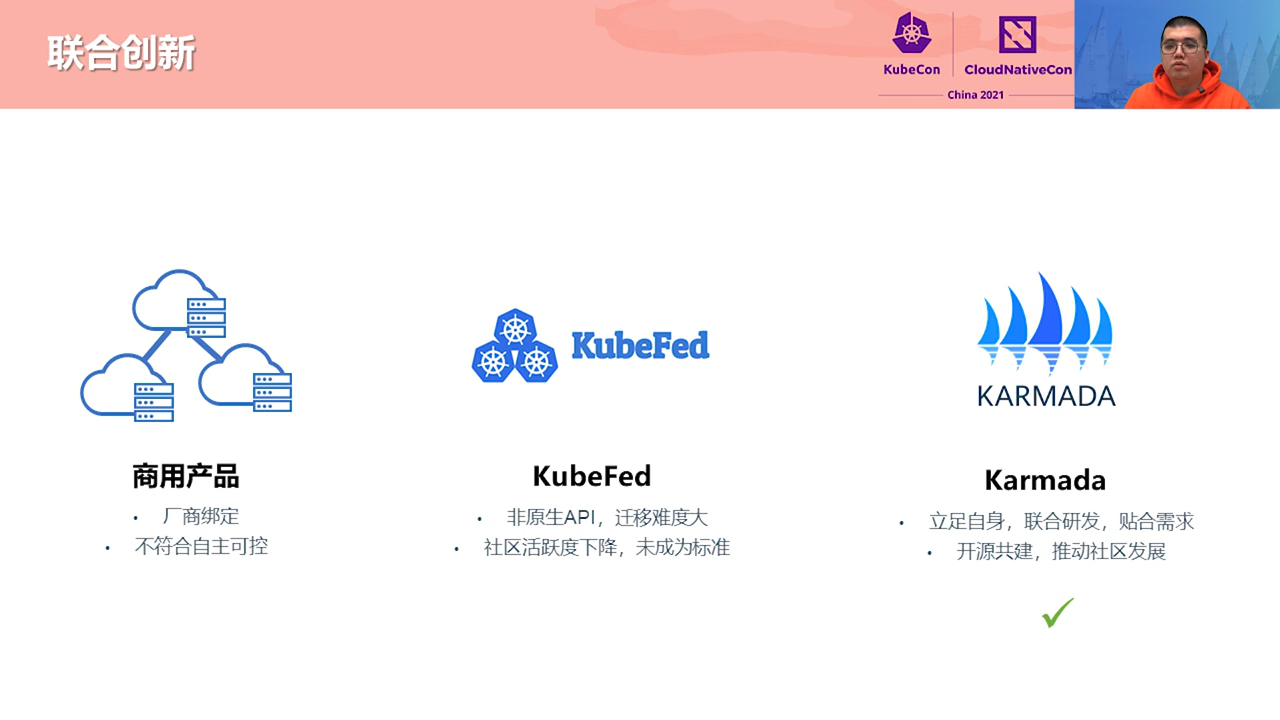 联合创新
KubeCon
CloudNativeCon
China 2021
KubeFed
KARMADA
商用产品
• 厂商绑定
• 不符合自主可控
KubeFed
• 非原生API，迁移难度大
• 社区活跃度下降，未成为标准
Karmada
• 立足自身，联合研发，贴合需求
• 开源共建，推动社区发展